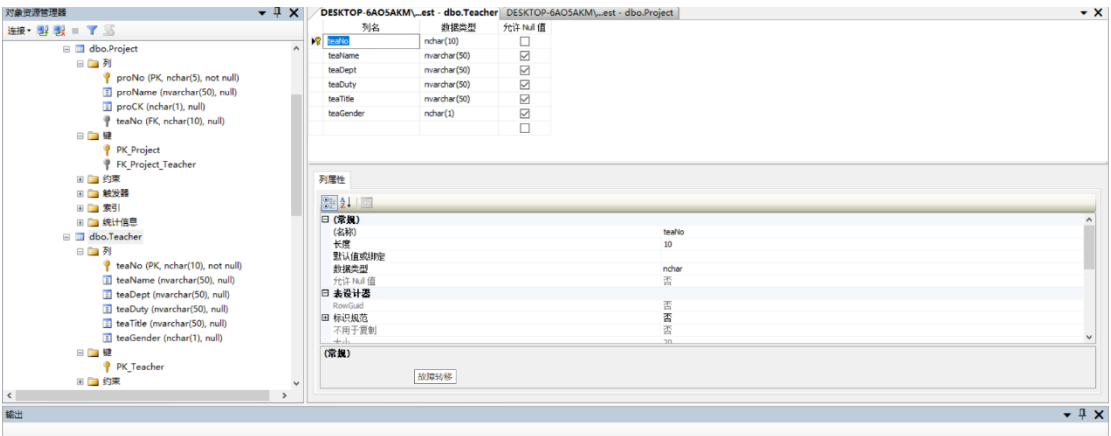 对象资源管理器
连接
dbo.Project
列
proNo (PK, nchar(5), not null)
proName (nvarchar(50), null)
proCK (nchar(1), null)
teaNo (FK, nchar(10), null)
键
PK_Project
FK_Project_Teacher
约束
触发器
索引
统计信息
dbo.Teacher
列
teaNo (PK, nchar(10), not null)
teaName (nvarchar(50), null)
teaDept (nvarchar(50), null)
teaDuty (nvarchar(50), null)
teaTitle (nvarchar(50), null)
teaGender (nchar(1), null)
键
PK_Teacher
约束
DESKTOP-6AO5AKM\...est - dbo.Teacher DESKTOP-6AO5AKM\...est - dbo.Project
列名 数据类型 允许 Null 值
teaNo nchar(10)
teaName nvarchar(50)
teaDept nvarchar(50)
teaDuty nvarchar(50)
teaTitle nvarchar(50)
teaGender nchar(1)
列属性
(常规)
(名称) teaNo
长度 10
默认值或绑定
数据类型 nchar
允许 Null 值 否
表设计器
RowGuid 否
标识规范 否
不用于复制 否
大小 20
(常规)
故障转移
输出